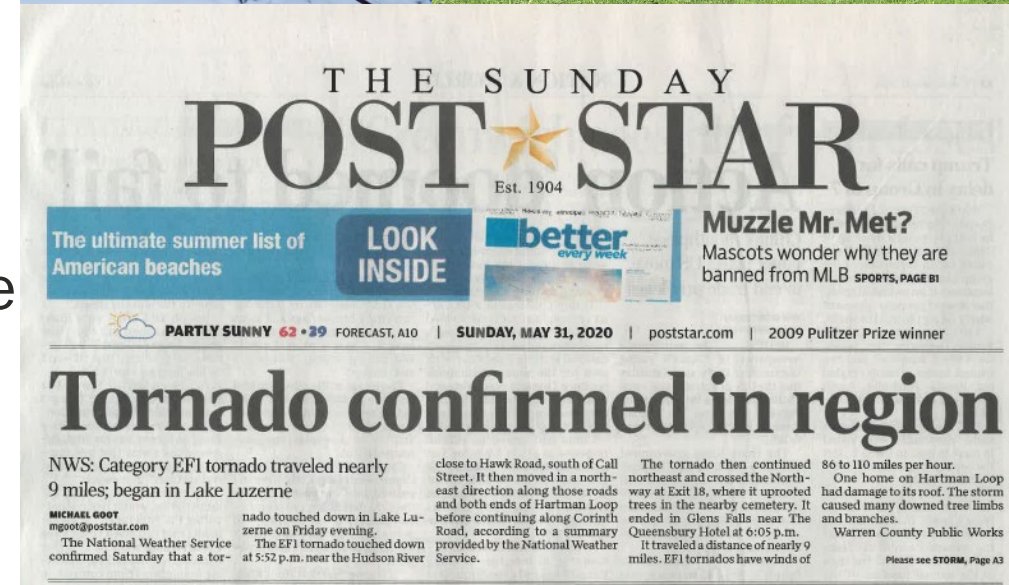 THE SUNDAY
POST STAR
Est. 1904
The ultimate summer list of
American beaches
LOOK
INSIDE
better
every week
Muzzle Mr. Met?
Mascots wonder why they are
banned from MLB SPORTS, PAGE B1
e
PARTLY SUNNY 62 • 39 FORECAST, A10 | SUNDAY, MAY 31, 2020 | poststar.com | 2009 Pulitzer Prize winner
Tornado confirmed in region
NWS: Category EF1 tornado traveled nearly
9 miles; began in Lake Luzerne
MICHAEL GOOT
mgoot@poststar.com
The National Weather Service
confirmed Saturday that a tor-
nado touched down in Lake Lu-
zerne on Friday evening.
The EF1 tornado touched down
at 5:52 p.m. near the Hudson River
close to Hawk Road, south of Call
Street. It then moved in a north-
east direction along those roads
and both ends of Hartman Loop
before continuing along Corinth
Road, according to a summary
provided by the National Weather
Service.
The tornado then continued
northeast and crossed the North-
way at Exit 18, where it uprooted
trees in the nearby cemetery. It
ended in Glens Falls near The
Queensbury Hotel at 6:05 p.m.
It traveled a distance of nearly 9
miles. EF1 tornados have winds of
86 to 110 miles per hour.
One home on Hartman Loop
had damage to its roof. The storm
caused many downed tree limbs
and branches.
Warren County Public Works
Please see STORM, Page A3